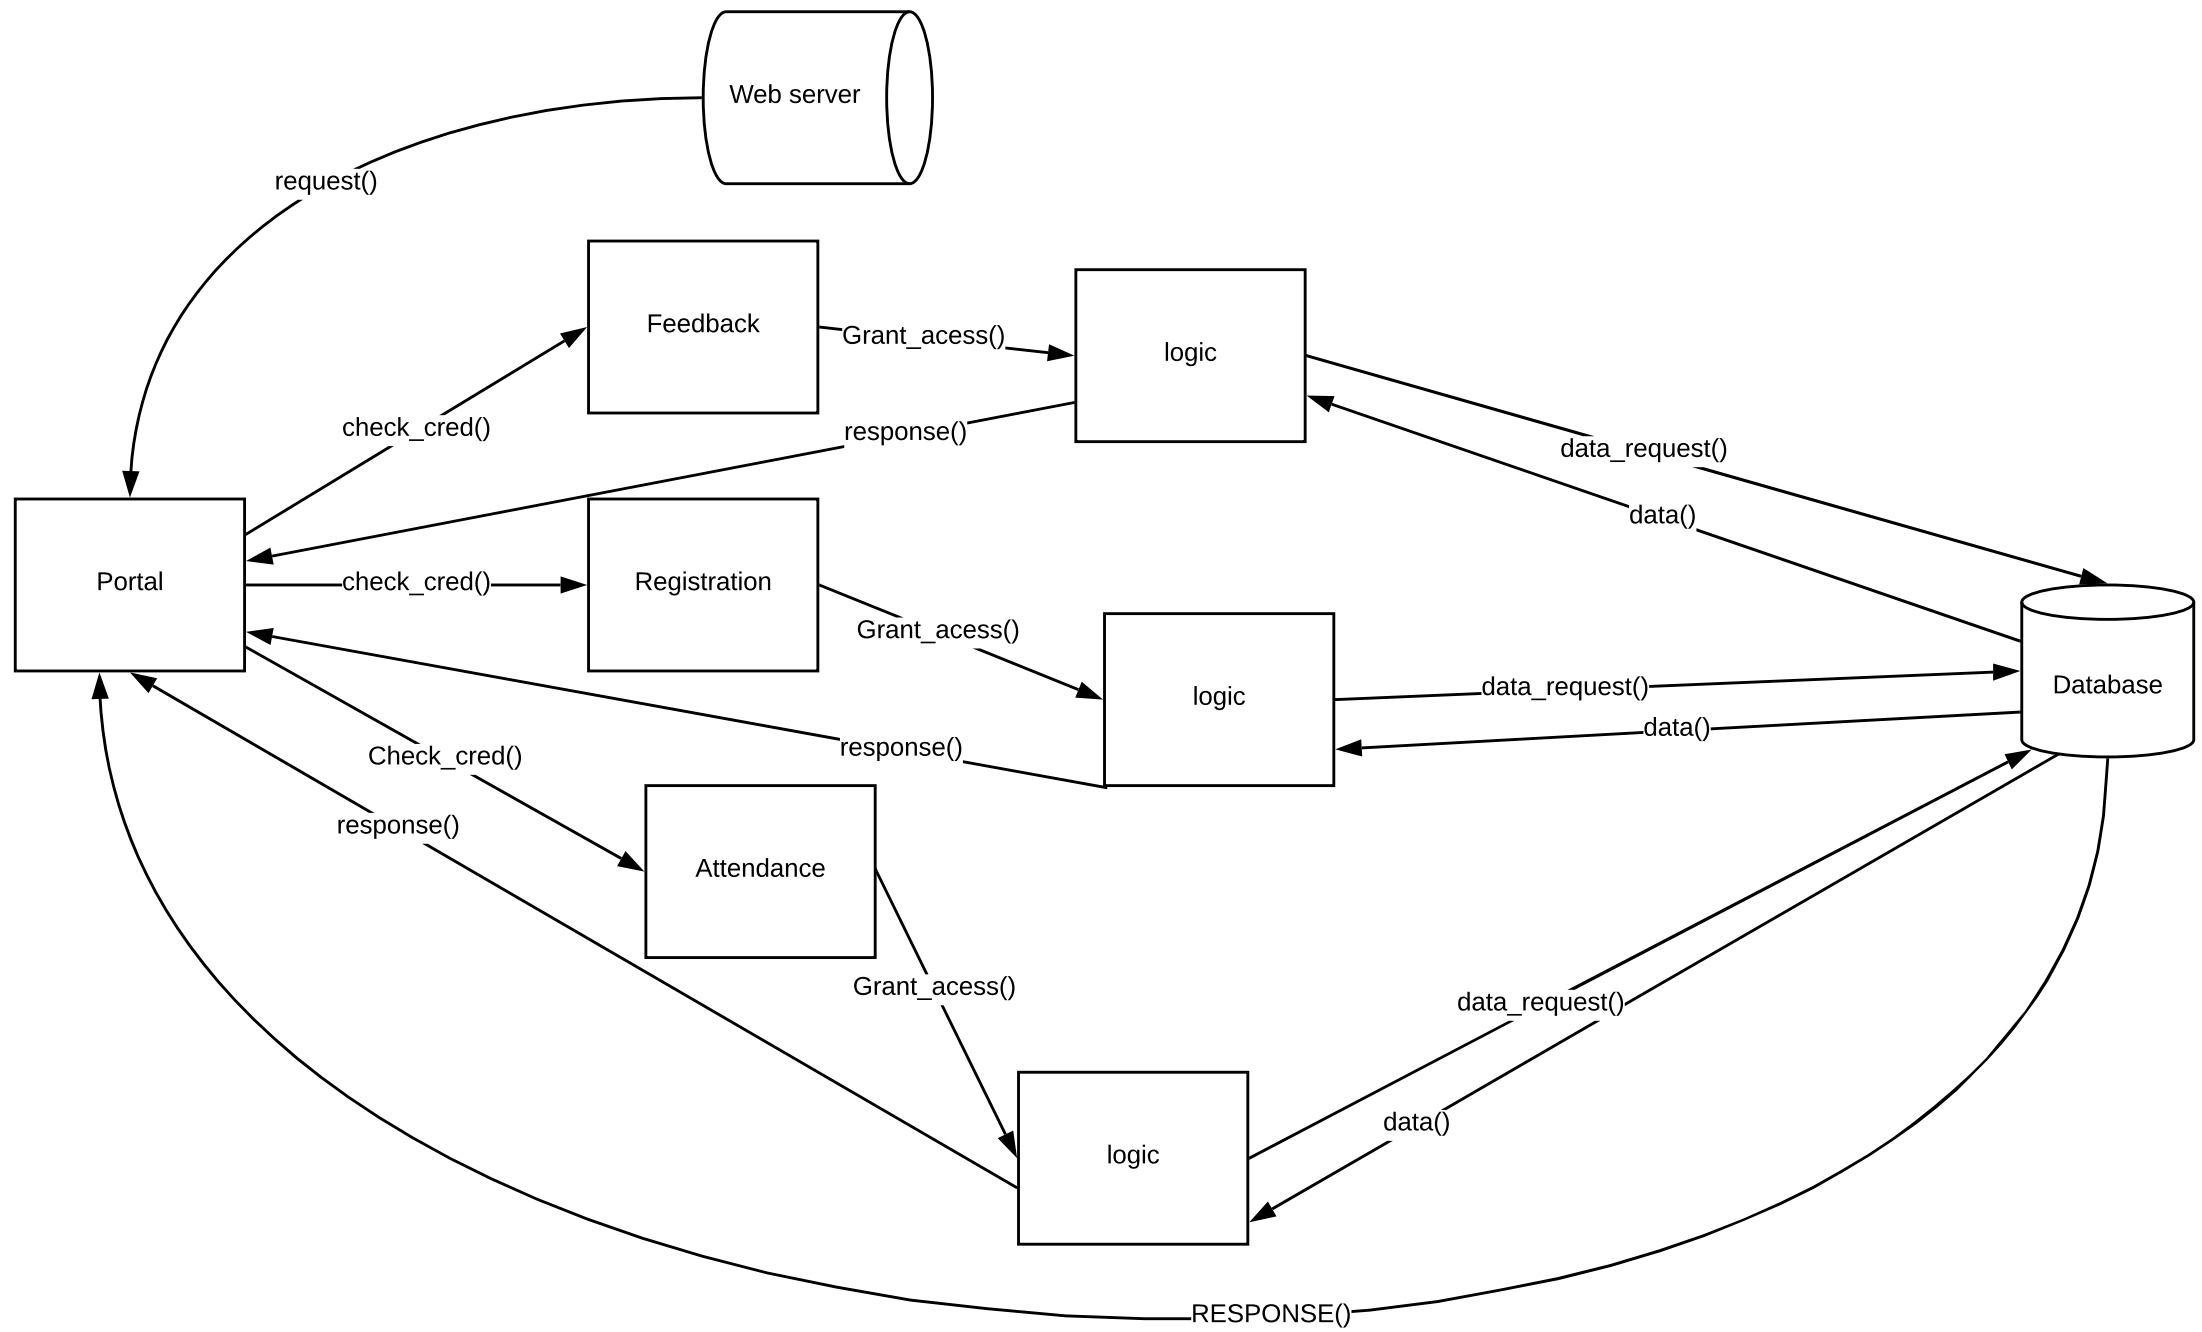 Web server
request()
Feedback
Grant_acess()
logic
check_cred()
response()
data_request()
data()
Portal
check_cred()
Registration
Grant_acess()
logic
data_request()
Database
data()
response()
Check_cred()
response()
Attendance
Grant_acess()
data_request()
data()
logic
RESPONSE()